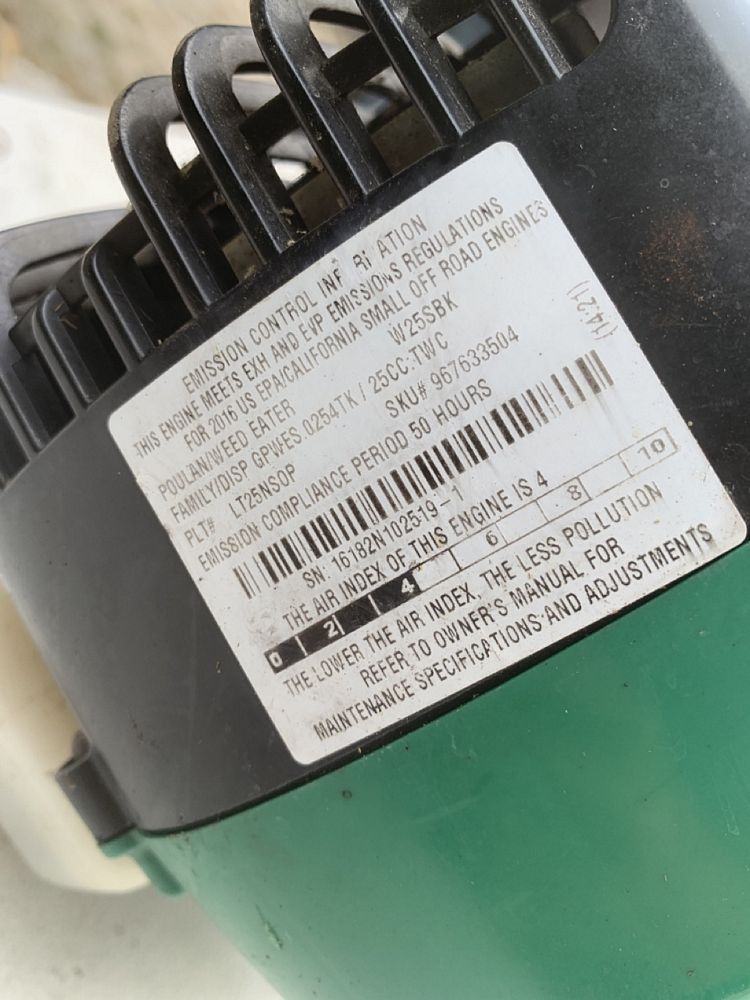 EMISSION CONTROL INF RI ATION
THIS ENGINE MEETS EXH AND EVP EMISSIONS REGULATIONS
FOR 2016 US EPA/CALIFORNIA SMALL OFF ROAD ENGINES
POULAN/WEED EATER W25SBK
FAMILY/DISP GPWES.0254TK / 25CC:TWC
PLT# LT25NSOP SKU# 967633504 (14:21)
EMISSION COMPLIANCE PERIOD 50 HOURS
SN: 16182N102519-1
THE AIR INDEX OF THIS ENGINE IS 4
0 2 4 6 8 10
THE LOWER THE AIR INDEX, THE LESS POLLUTION
REFER TO OWNER'S MANUAL FOR
MAINTENANCE SPECIFICATIONS AND ADJUSTMENTS